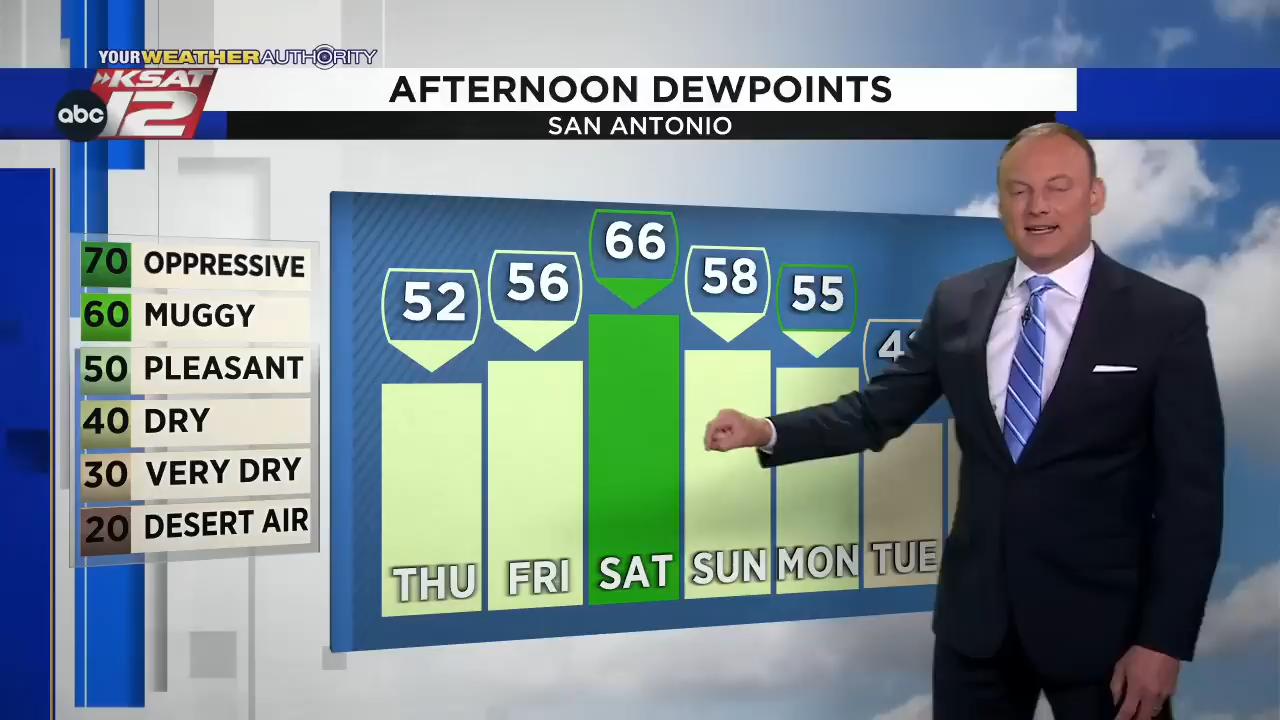 YOURWEATHERAUTHORITY
KSAT
abc 12
AFTERNOON DEWPOINTS
SAN ANTONIO
70 OPPRESSIVE
60 MUGGY
50 PLEASANT
40 DRY
30 VERY DRY
20 DESERT AIR
52 56 66 58 55
THU FRI SAT SUN MON TUE